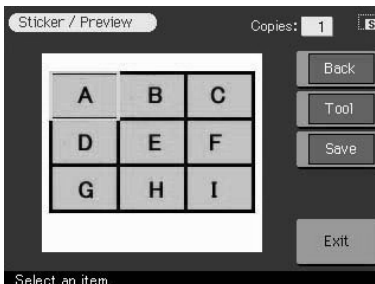 Sticker / Preview Copies: 1 S
Back
A B C
Tool
D E F
Save
G H I
Exit
Select an item